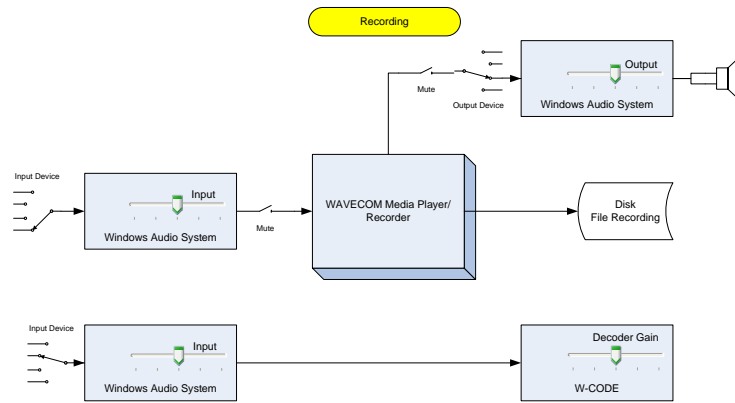 Recording
Output
Mute
Output Device
Windows Audio System
Input Device
Input
Windows Audio System
Mute
WAVECOM Media Player/
Recorder
Disk
File Recording
Input Device
Input
Windows Audio System
Decoder Gain
W-CODE